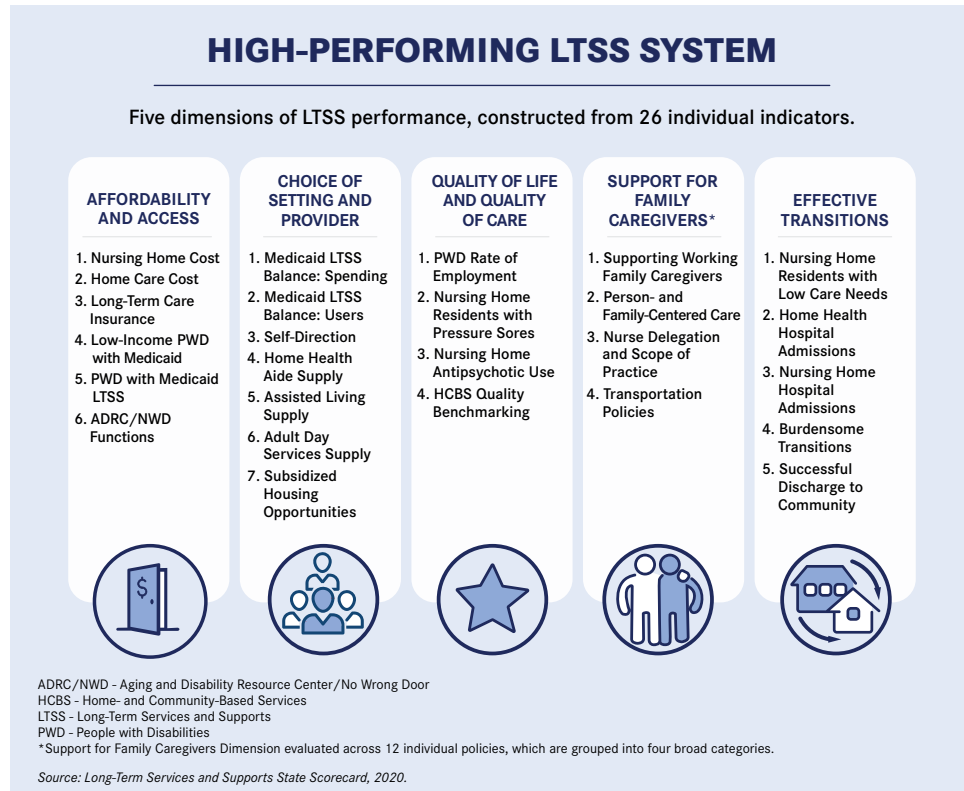 HIGH-PERFORMING LTSS SYSTEM
Five dimensions of LTSS performance, constructed from 26 individual indicators.
AFFORDABILITY
AND ACCESS
1. Nursing Home Cost
2. Home Care Cost
3. Long-Term Care
Insurance
4. Low-Income PWD
with Medicaid
5. PWD with Medicaid
LTSS
6. ADRC/NWD
Functions
$
CHOICE OF
SETTING AND
PROVIDER
1. Medicaid LTSS
Balance: Spending
2. Medicaid LTSS
Balance: Users
3. Self-Direction
4. Home Health
Aide Supply
5. Assisted Living
Supply
6. Adult Day
Services Supply
7. Subsidized
Housing
Opportunities
QUALITY OF LIFE
AND QUALITY
OF CARE
1. PWD Rate of
Employment
2. Nursing Home
Residents with
Pressure Sores
3. Nursing Home
Antipsychotic Use
4. HCBS Quality
Benchmarking
SUPPORT FOR
FAMILY
CAREGIVERS*
1. Supporting Working
Family Caregivers
2. Person- and
Family-Centered Care
3. Nurse Delegation
and Scope of
Practice
4. Transportation
Policies
EFFECTIVE
TRANSITIONS
1. Nursing Home
Residents with
Low Care Needs
2. Home Health
Hospital
Admissions
3. Nursing Home
Hospital
Admissions
4. Burdensome
Transitions
5. Successful
Discharge to
Community
ADRC/NWD - Aging and Disability Resource Center/No Wrong Door
HCBS - Home- and Community-Based Services
LTSS - Long-Term Services and Supports
PWD - People with Disabilities
*Support for Family Caregivers Dimension evaluated across 12 individual policies, which are grouped into four broad categories.
Source: Long-Term Services and Supports State Scorecard, 2020.